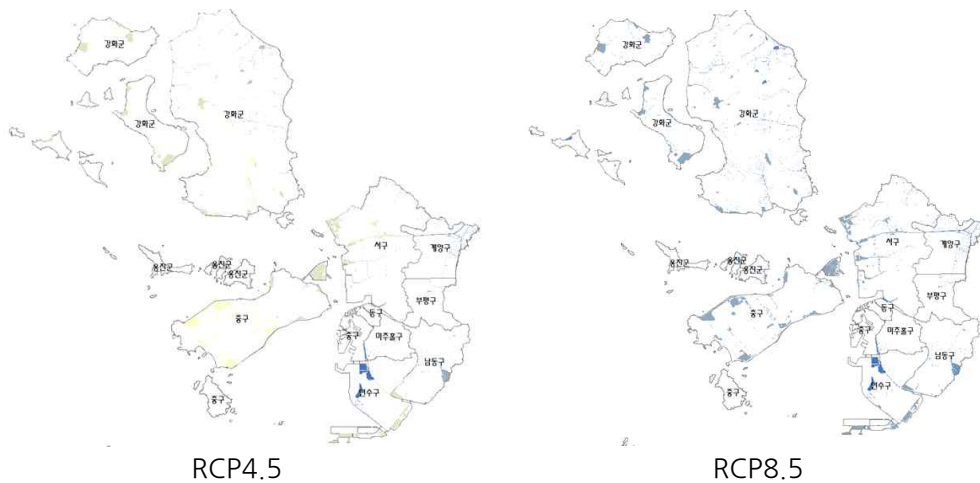 강화군
강화군
강화군
서구
계양구
옹진군
옹진군
옹진군
부평구
중구
동구
중구
미추홀구
남동구
연수구
중구
RCP4.5
강화군
강화군
강화군
서구
계양구
옹진군
옹진군
옹진군
부평구
중구
동구
중구
미추홀구
남동구
연수구
중구
RCP8.5